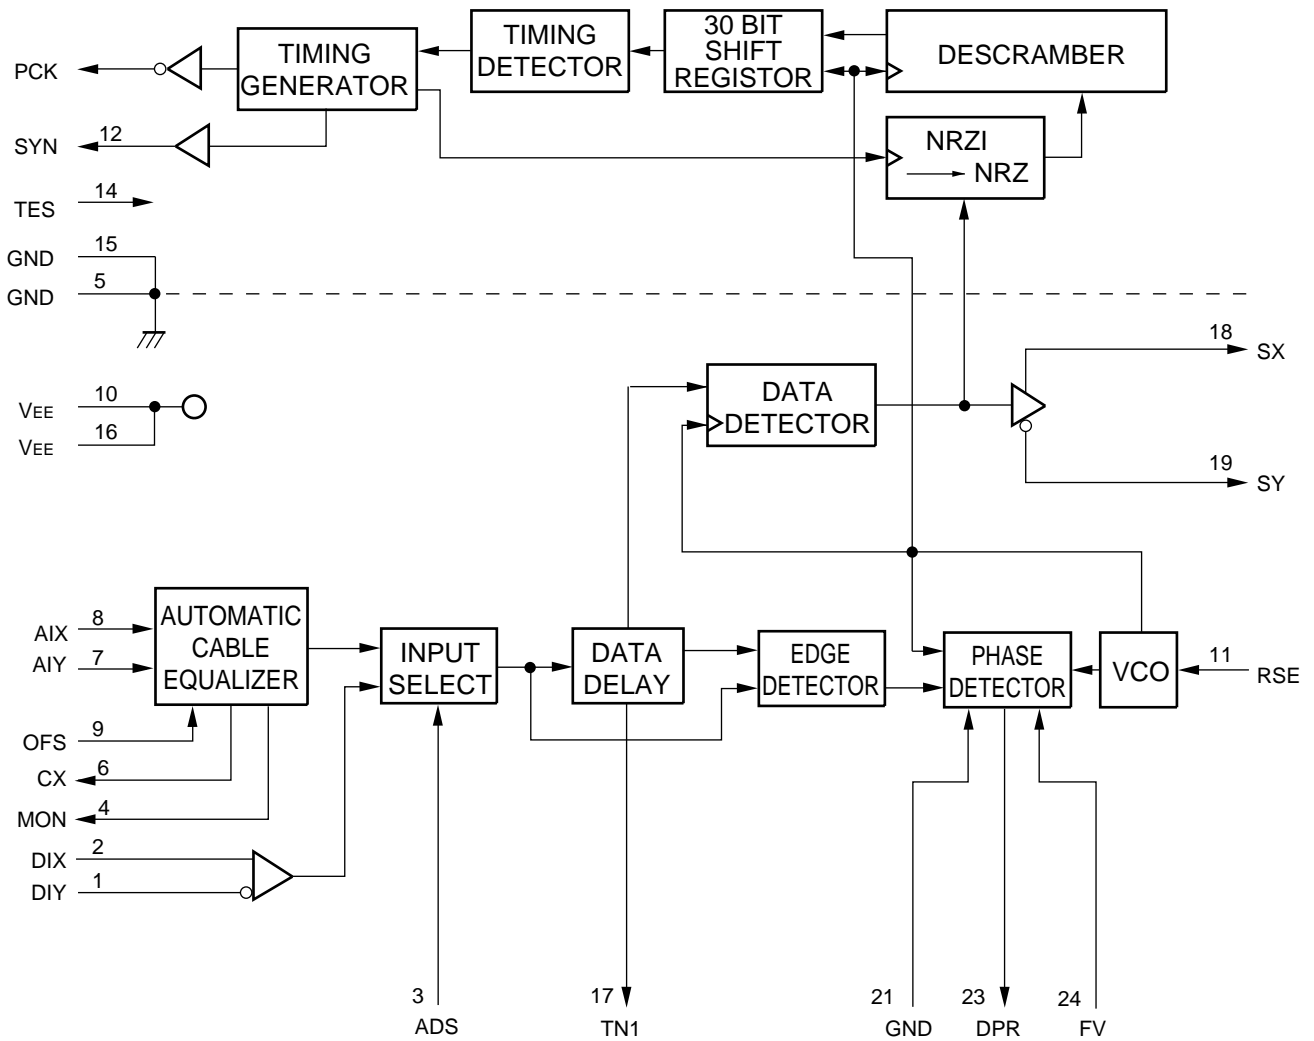 PCK
TIMING
GENERATOR
TIMING
DETECTOR
30 BIT
SHIFT
REGISTOR
DESCRAMBER
NRZI
NRZ
SYN 12
TES 14
GND 15
GND 5
VEE 10
VEE 16
DATA
DETECTOR
18 SX
19 SY
AIX 8
AIY 7
OFS 9
CX 6
MON 4
DIX 2
DIY 1
AUTOMATIC
CABLE
EQUALIZER
INPUT
SELECT
DATA
DELAY
EDGE
DETECTOR
PHASE
DETECTOR
VCO
11 RSE
3
ADS
17
TN1
21
GND
23
DPR
24
FV